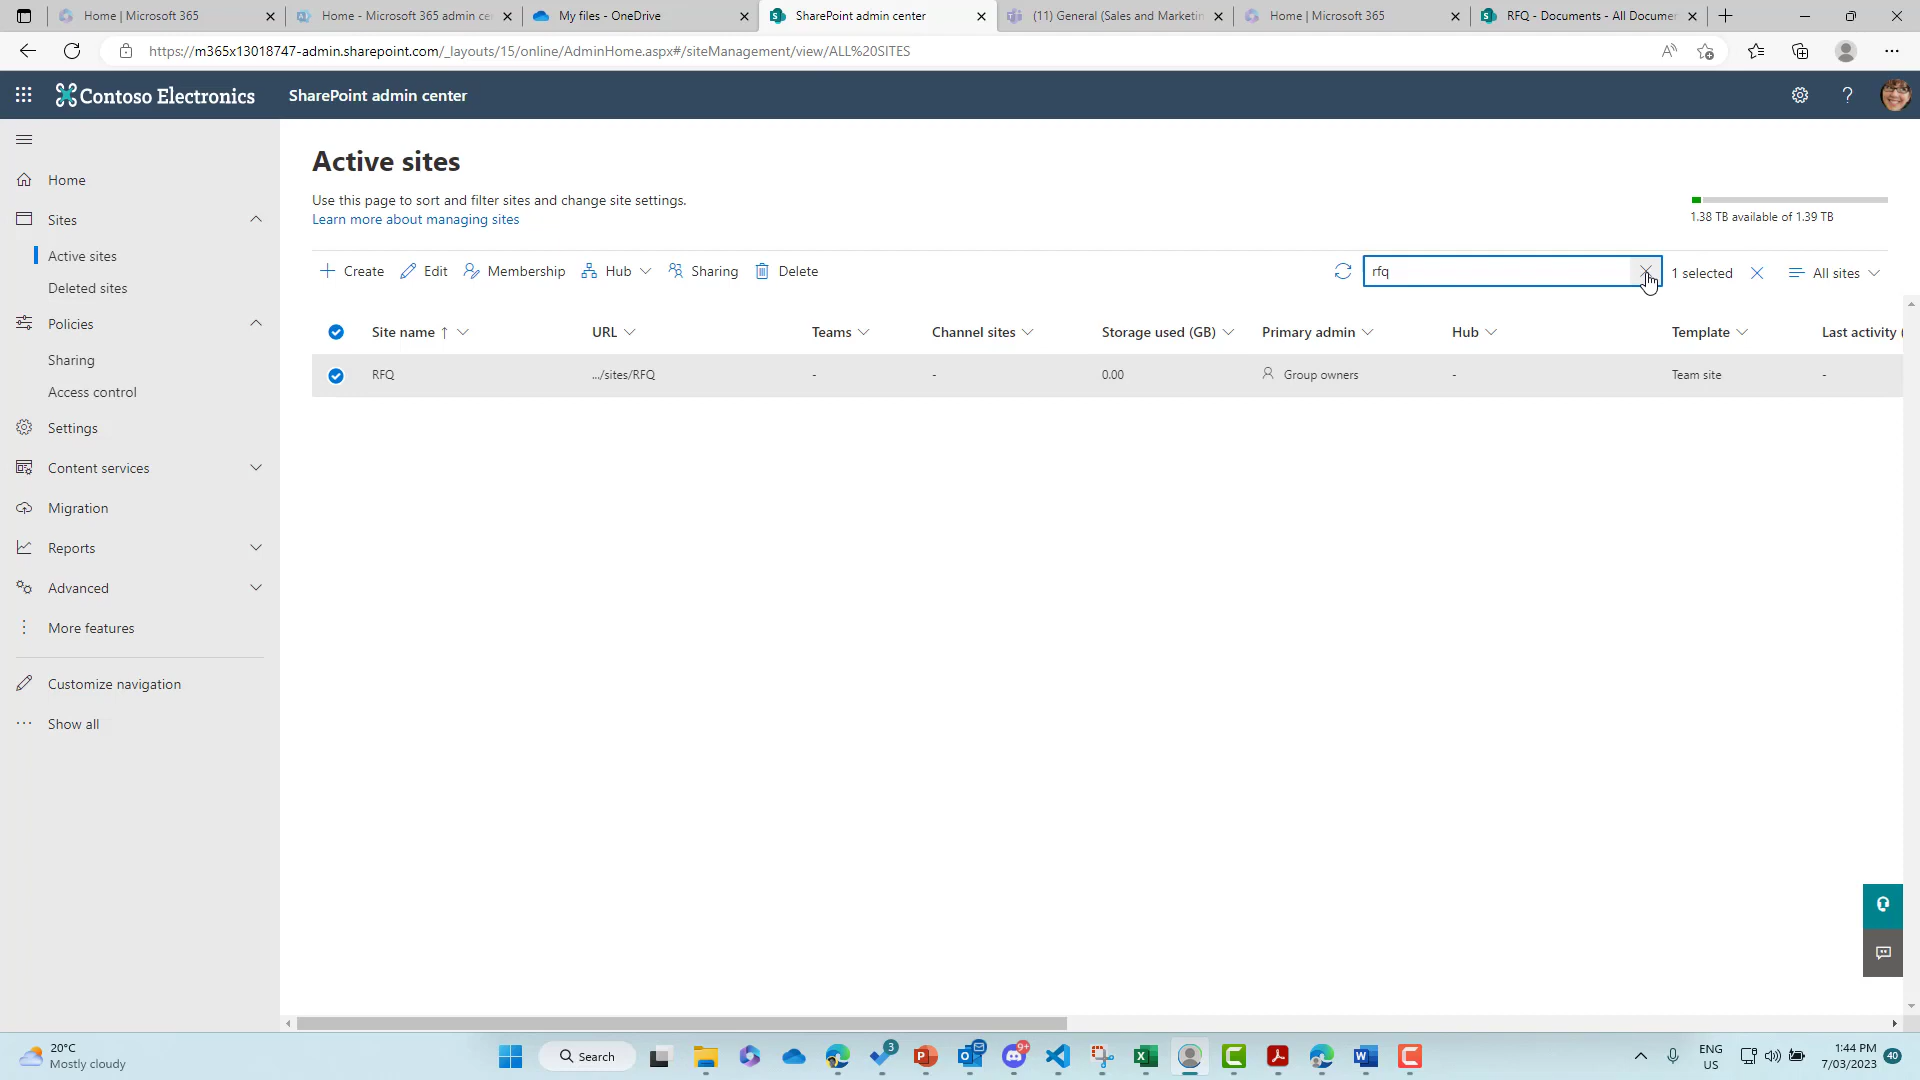 Home | Microsoft 365
Home - Microsoft 365 admin cen
My files - OneDrive
SharePoint admin center
(11) General (Sales and Marketin
Home | Microsoft 365
RFQ - Documents - All Documen
https://m365x13018747-admin.sharepoint.com/_layouts/15/online/AdminHome.aspx#/siteManagement/view/ALL%20SITES
Contoso Electronics
SharePoint admin center
Home
Sites
Active sites
Deleted sites
Policies
Sharing
Access control
Settings
Content services
Migration
Reports
Advanced
More features
Customize navigation
Show all
Active sites
Use this page to sort and filter sites and change site settings.
Learn more about managing sites
1.38 TB available of 1.39 TB
Create Edit Membership Hub Sharing Delete rfq 1 selected All sites
Site name ↑ URL Teams Channel sites Storage used (GB) Primary admin Hub Template Last activity (
RFQ .../sites/RFQ - - 0.00 Group owners - Team site -
20°C
Mostly cloudy
Search
3
9+
ENG
US
1:44 PM
7/03/2023
40